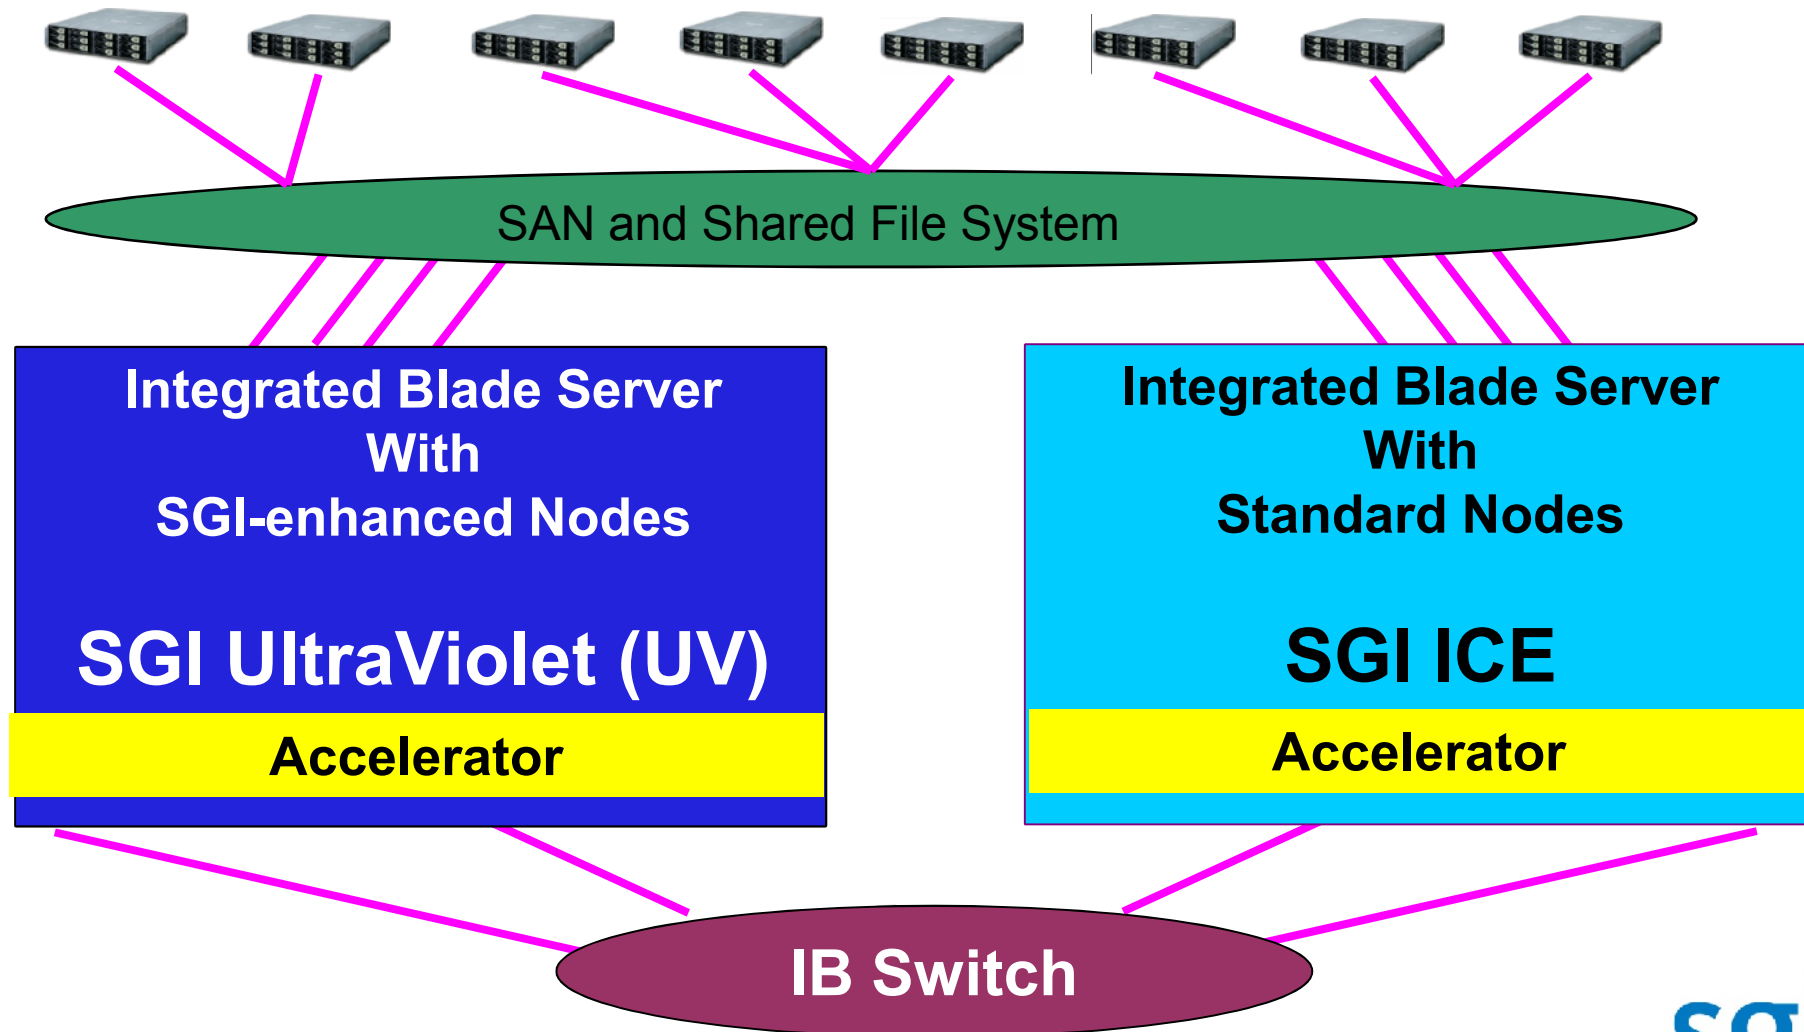 SAN and Shared File System
Integrated Blade Server
With
SGI-enhanced Nodes
SGI UltraViolet (UV)
Accelerator
Integrated Blade Server
With
Standard Nodes
SGI ICE
Accelerator
IB Switch